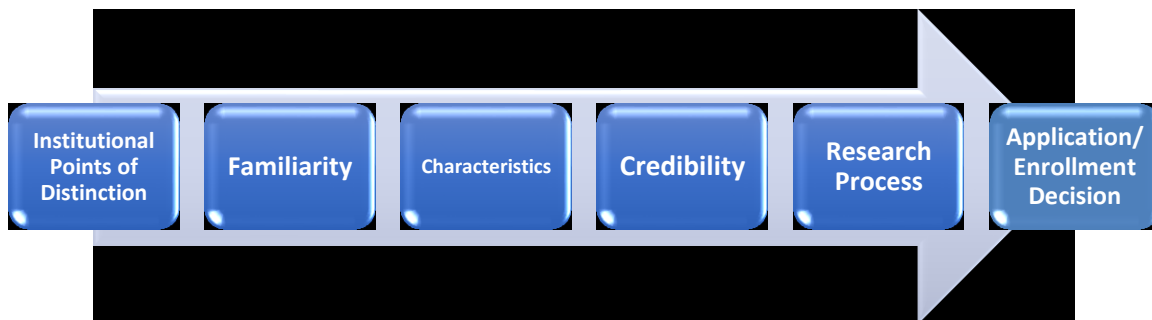 Institutional
Points of
Distinction
Familiarity
Characteristics
Credibility
Research
Process
Application/
Enrollment
Decision